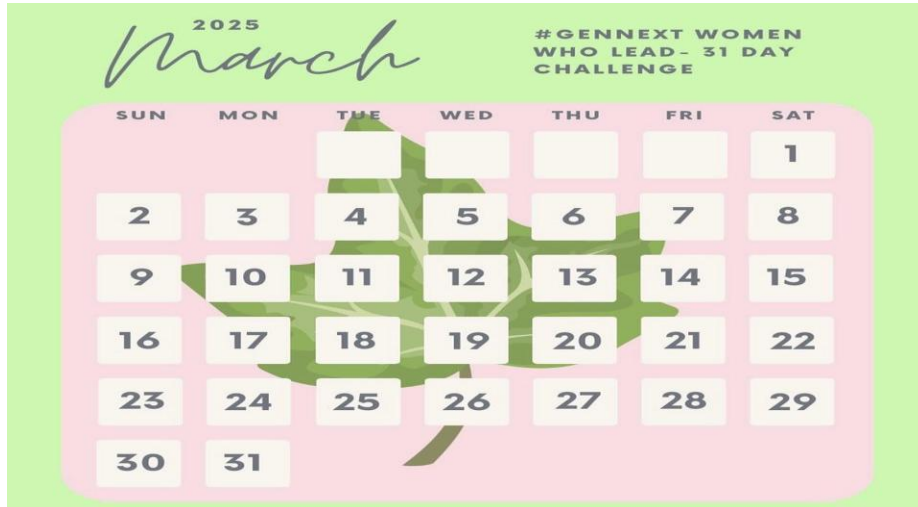 2025
March
#GENNEXT WOMEN
WHO LEAD- 31 DAY
CHALLENGE
SUN MON TUE WED THU FRI SAT
1
2 3 4 5 6 7 8
9 10 11 12 13 14 15
16 17 18 19 20 21 22
23 24 25 26 27 28 29
30 31